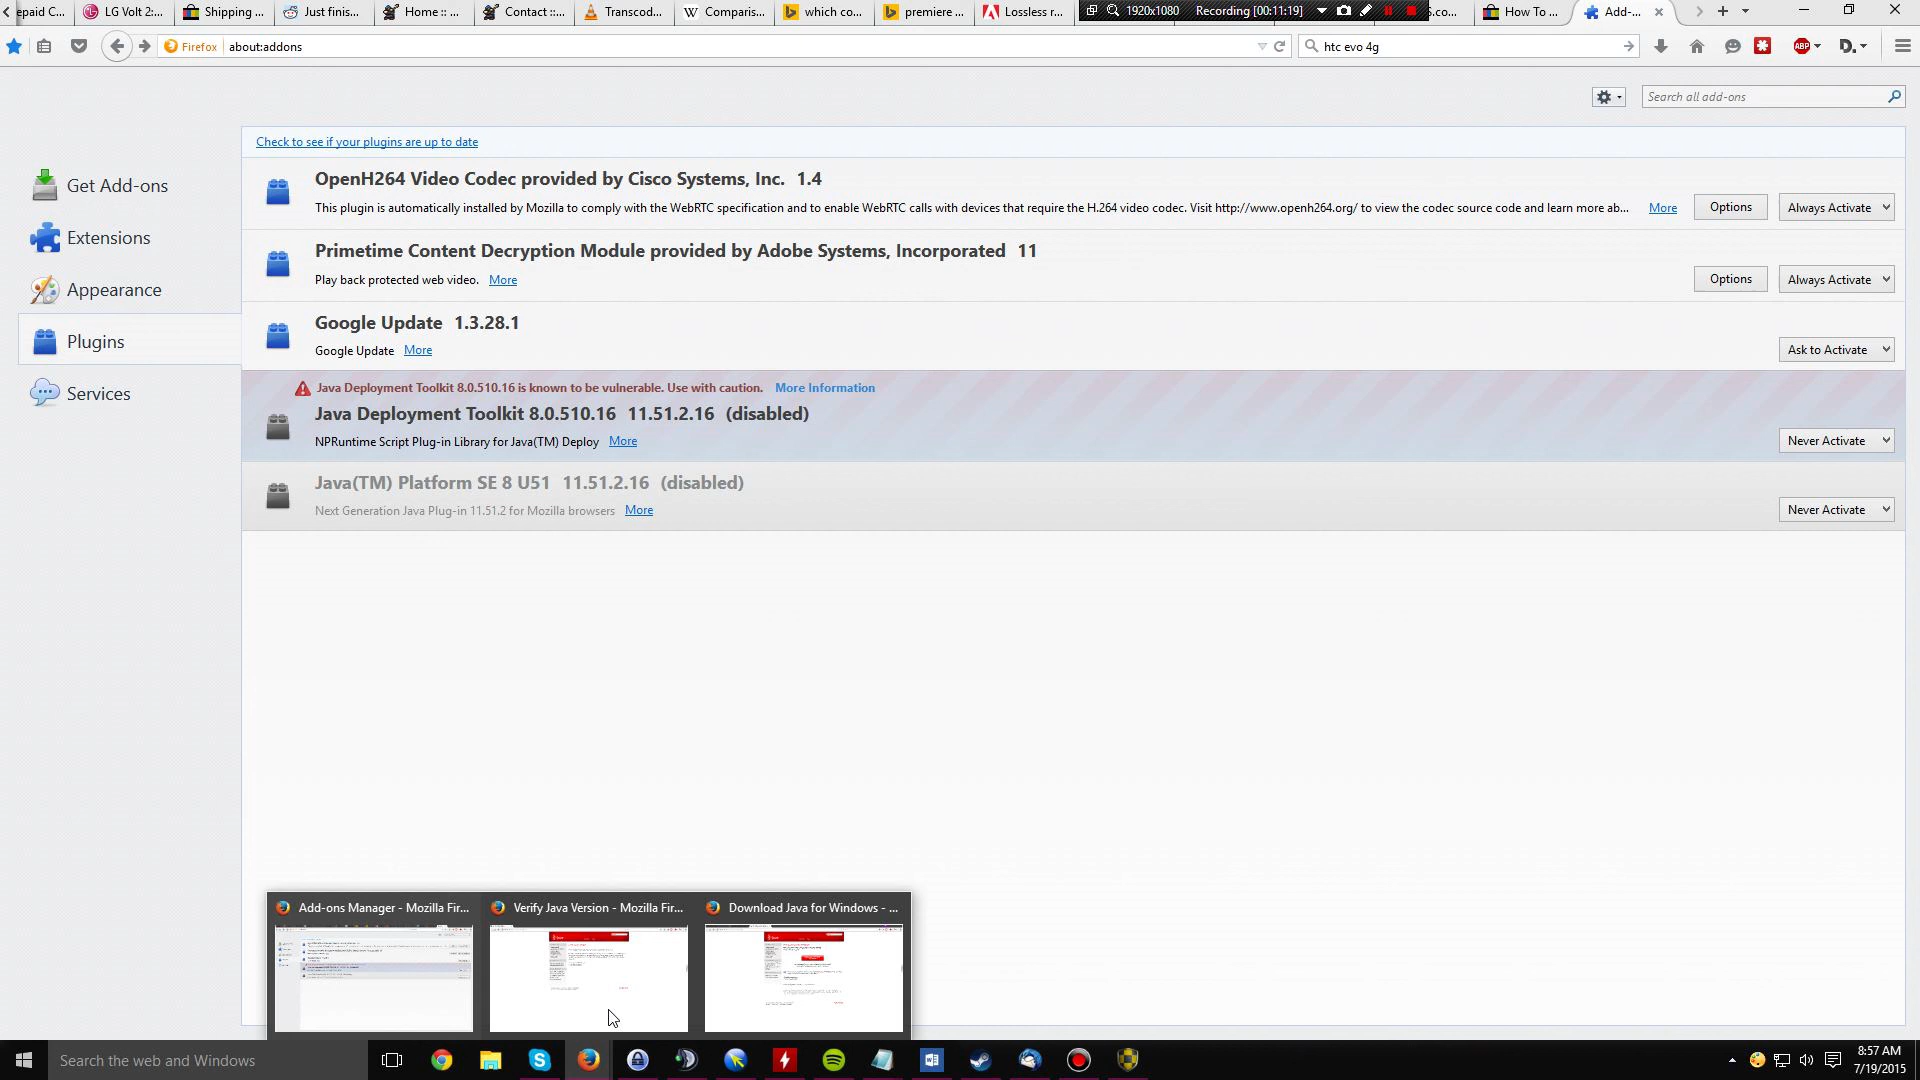 epaid C...
LG Volt 2:...
Shipping ...
Just finis...
Home :: ...
Contact ::...
Transcod...
Comparis...
which co...
premiere ...
Lossless r...
1920x1080
Recording [00:11:19]
s.co...
How To ...
Add-...
Firefox
about:addons
htc evo 4g
ABP
D.
Search all add-ons
Check to see if your plugins are up to date
Get Add-ons
Extensions
Appearance
Plugins
Services
OpenH264 Video Codec provided by Cisco Systems, Inc. 1.4
This plugin is automatically installed by Mozilla to comply with the WebRTC specification and to enable WebRTC calls with devices that require the H.264 video codec. Visit http://www.openh264.org/ to view the codec source code and learn more ab... More
Options
Always Activate
Primetime Content Decryption Module provided by Adobe Systems, Incorporated 11
Play back protected web video. More
Options
Always Activate
Google Update 1.3.28.1
Google Update More
Ask to Activate
Java Deployment Toolkit 8.0.510.16 is known to be vulnerable. Use with caution. More Information
Java Deployment Toolkit 8.0.510.16 11.51.2.16 (disabled)
NPRuntime Script Plug-in Library for Java(TM) Deploy More
Never Activate
Java(TM) Platform SE 8 U51 11.51.2.16 (disabled)
Next Generation Java Plug-in 11.51.2 for Mozilla browsers More
Never Activate
Add-ons Manager - Mozilla Fir...
Verify Java Version - Mozilla Fir...
Download Java for Windows - ...
Search the web and Windows
8:57 AM
7/19/2015